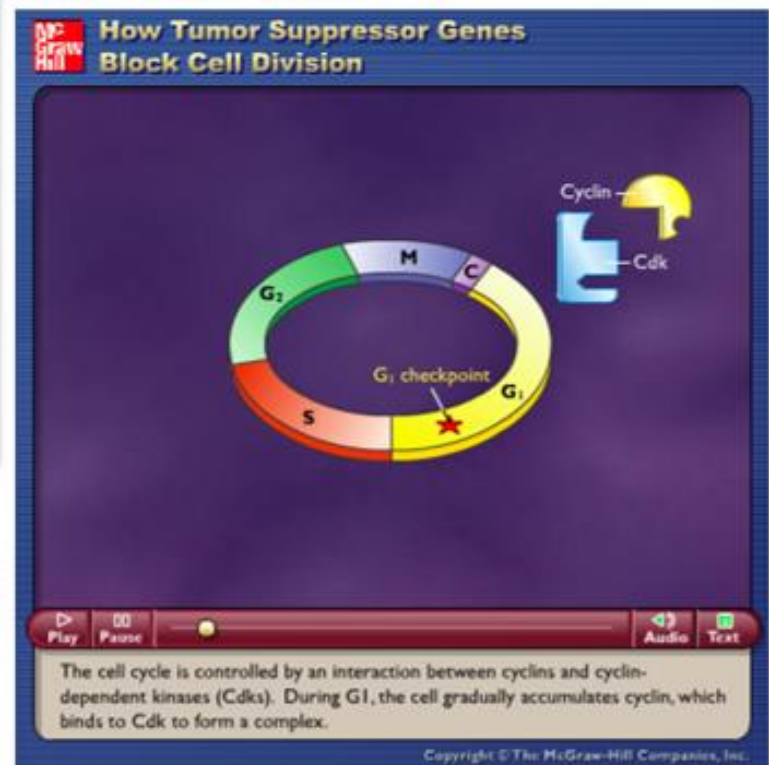 Mc
Graw
Hill
How Tumor Suppressor Genes
Block Cell Division
Cyclin
Cdk
M
C
G₂
G₁ checkpoint
G₁
S
Play
Pause
Audio
Text
The cell cycle is controlled by an interaction between cyclins and cyclin-
dependent kinases (Cdks). During G1, the cell gradually accumulates cyclin, which
binds to Cdk to form a complex.
Copyright © The McGraw-Hill Companies, Inc.